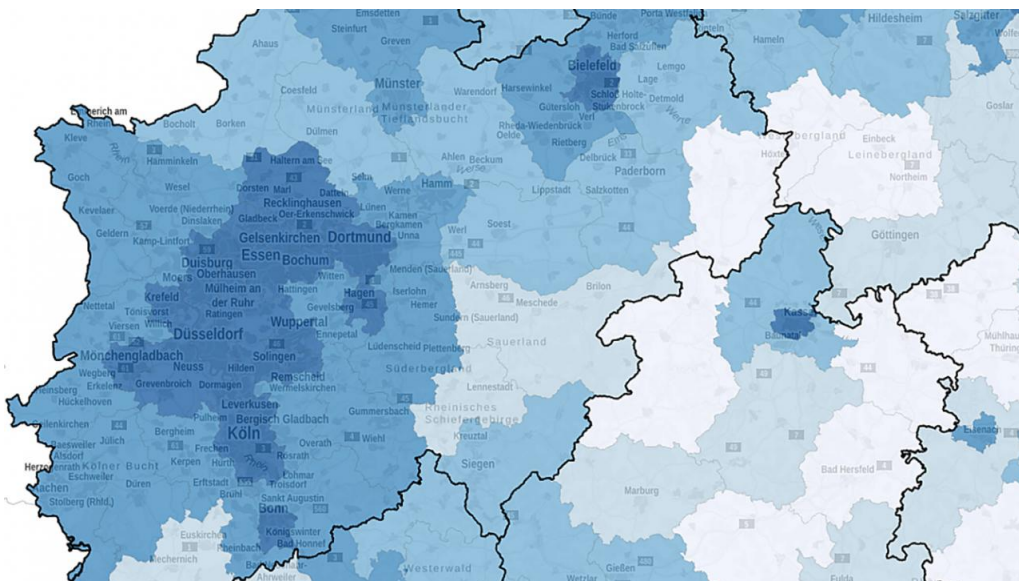 Emsdetten
Steinfurt
Bünde
Porta Westfal
Hildesheim
Salzgitter
Greven
Herford
Hameln
Ahaus
Bad Salzuflen
Bielefeld
Lemgo
Münster
Lage
Coesfeld
Warendorf
Harsewinkel
Schloß Holte-
Stukenbrock
Detmold
Goslar
Münsterland
Münsterländer
Tieflandsbucht
Gütersloh
Verl
Bocholt
Borken
Rheda-Wiedenbrück
Oelde
Einbeck
Kleve
Dülmen
Rietberg
Leinebergland
Hamminkeln
Haltern am See
Ahlen
Beckum
Delbrück
Höxter
Northeim
Goch
Selm
Paderborn
Wesel
Dorsten
Marl
Datteln
Werne
Hamm
Lippstadt
Salzkotten
Recklinghausen
Lünen
Kevelaer
Voerde (Niederrhein)
Gladbeck
Oer-Erkenschwick
Kamen
Dinslaken
Bergkamen
Soest
Geldern
Kamp-Lintfort
Gelsenkirchen
Dortmund
Unna
Werl
Göttingen
Essen
Bochum
Duisburg
Moers
Oberhausen
Witten
Menden (Sauerland)
Arnsberg
Brilon
Mülheim an
der Ruhr
Hattingen
Hagen
Iserlohn
Meschede
Nettetal
Krefeld
Ratingen
Gevelsberg
Hemer
Tönisvorst
Willich
Viersen
Wuppertal
Ennepetal
Sundern (Sauerland)
Baunatal
Düsseldorf
Sauerland
Mönchengladbach
Solingen
Lüdenscheid
Plettenberg
Wegberg
Neuss
Hilden
Süderbergland
Erkelenz
Grevenbroich
Dormagen
Remscheid
Wermelskirchen
Lennestadt
Hückelhoven
Leverkusen
Rheinisches
Schiefergebirge
Pulheim
Bergisch Gladbach
Gummersbach
Eisenach
Köln
Kreuztal
Baesweiler
Jülich
Bergheim
Frechen
Overath
Wiehl
Alsdorf
Rösrath
Kölner Bucht
Kerpen
Hürth
Rhein
Siegen
Bad Hersfeld
Eschweiler
Lohmar
Troisdorf
Düren
Erftstadt
Marburg
Stolberg (Rhld.)
Brühl
Sankt Augustin
Bonn
Euskirchen
Königswinter
Mechernich
Rheinbach
Bad Honnef
Ahrweiler
Westerwald
Gießen
Wetzlar
Fulda